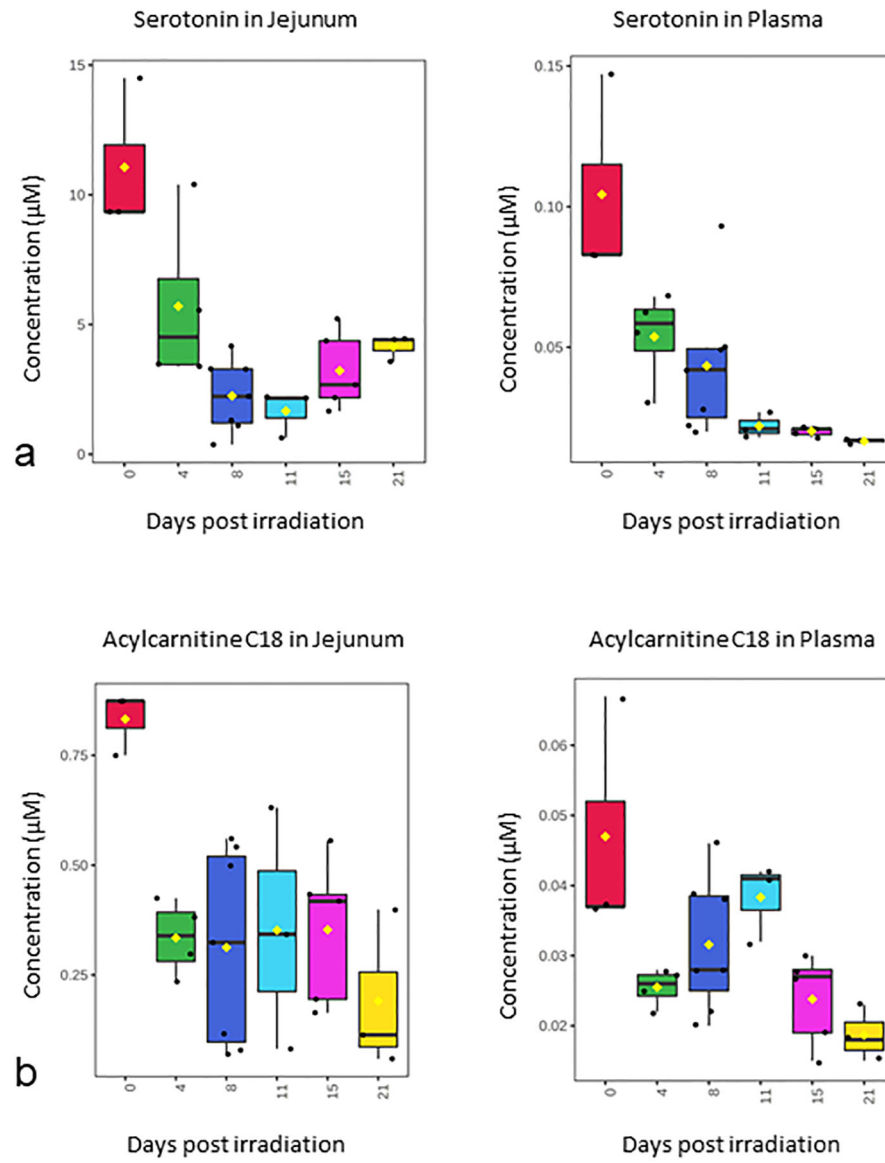 Serotonin in Jejunum
Serotonin in Plasma
Concentration (µM)
15
10
5
0
0 4 8 11 15 21
Days post irradiation
Concentration (µM)
0.15
0.10
0.05
0 4 8 11 15 21
Days post irradiation
a
Acylcarnitine C18 in Jejunum
Acylcarnitine C18 in Plasma
Concentration (µM)
0.75
0.50
0.25
0 4 8 11 15 21
Days post irradiation
Concentration (µM)
0.06
0.05
0.04
0.03
0.02
0 4 8 11 15 21
Days post irradiation
b